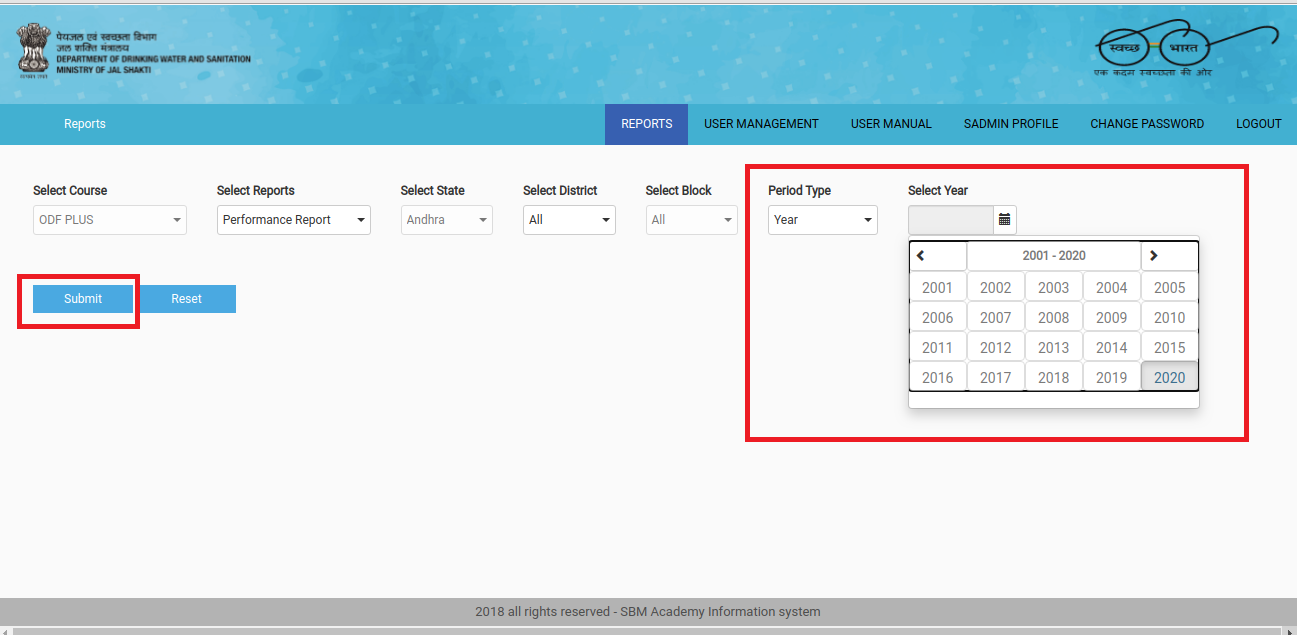 पेयजल एवं स्वच्छता विभाग
जल शक्ति मंत्रालय
DEPARTMENT OF DRINKING WATER AND SANITATION
MINISTRY OF JAL SHAKTI
स्वच्छ भारत
एक कदम स्वच्छता की ओर
Reports REPORTS USER MANAGEMENT USER MANUAL SADMIN PROFILE CHANGE PASSWORD LOGOUT
Select Course Select Reports Select State Select District Select Block Period Type Select Year
ODF PLUS Performance Report Andhra All All Year
2001 - 2020
2001 2002 2003 2004 2005
2006 2007 2008 2009 2010
2011 2012 2013 2014 2015
2016 2017 2018 2019 2020
Submit Reset
2018 all rights reserved - SBM Academy Information system